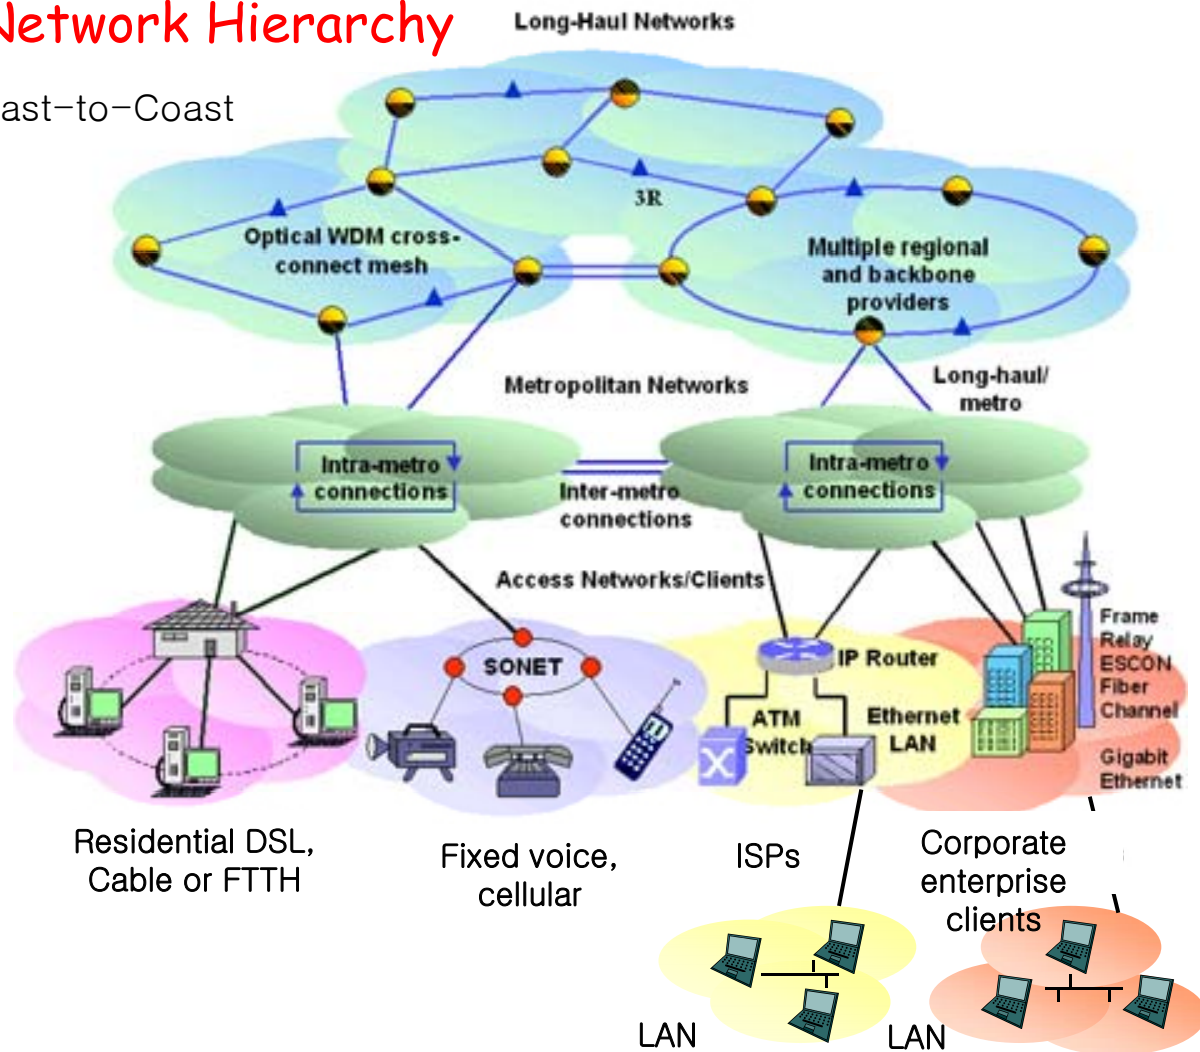 Network Hierarchy
Long-Haul Networks
ast-to-Coast
3R
Optical WDM cross-
connect mesh
Multiple regional
and backbone
providers
Metropolitan Networks
Long-haul/
metro
Intra-metro
connections
Intra-metro
connections
Inter-metro
connections
Access Networks/Clients
SONET
IP Router
ATM
Switch
Ethernet
LAN
Frame
Relay
ESCON
Fiber
Channel
Gigabit
Ethernet
Residential DSL,
Cable or FTTH
Fixed voice,
cellular
ISPs
Corporate
enterprise
clients
LAN
LAN